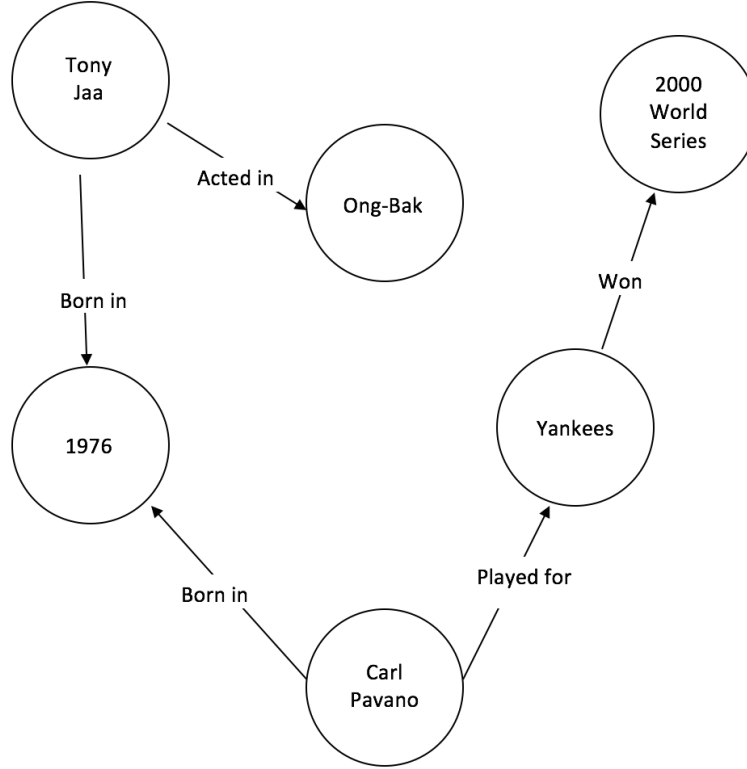 Tony
Jaa
2000
World
Series
Acted in
Ong-Bak
Won
Born in
1976
Yankees
Played for
Born in
Carl
Pavano